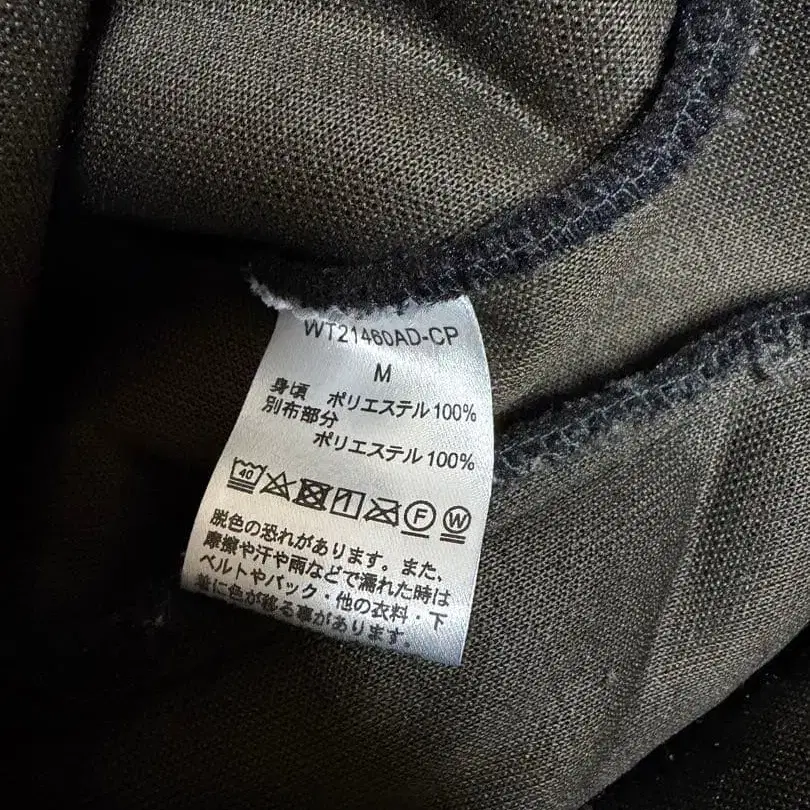 WT21460AD-CP
M
身頃 ポリエステル100%
別布部分
ポリエステル100%
40 F W
脱色の恐れがあります。また、
摩擦や汗や雨などで濡れた時は
ベルトやバック・他の衣料・下
並に色が移る事があります。